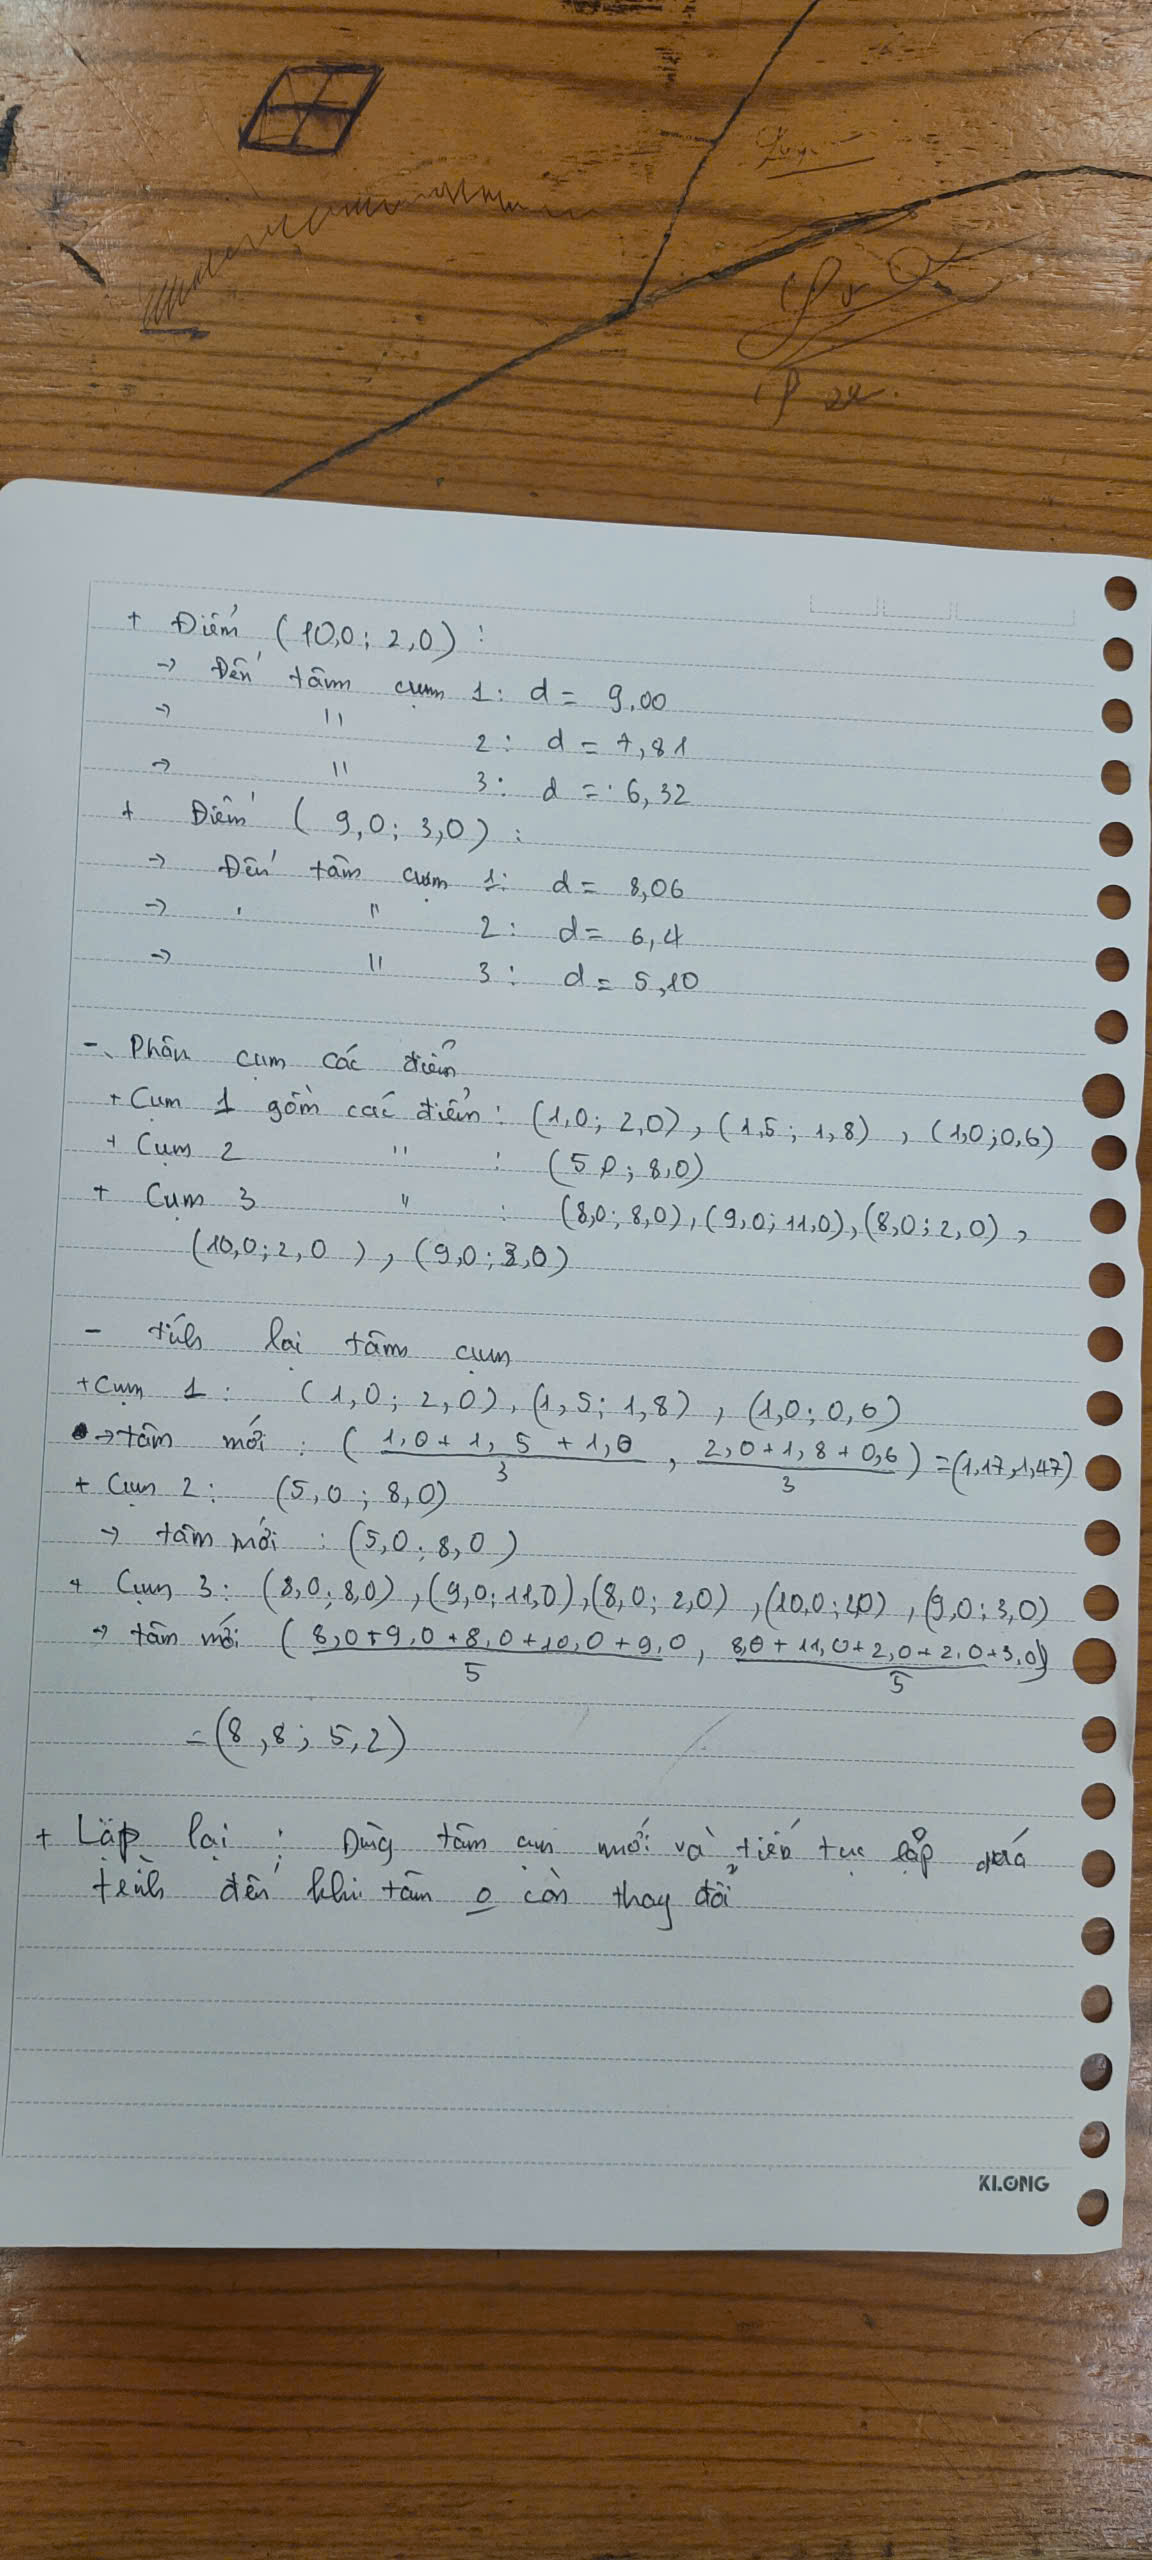 + Điểm (10,0; 2,0) :
→ Đến tâm cụm 1: d = 9,00
→ " 2: d = 7,81
→ " 3: d = 6,32
+ Điểm (9,0; 3,0) :
→ Đến tâm cụm 1: d = 8,06
→ " 2: d = 6,4
→ " 3: d = 5,10
- Phân cụm các điểm
+ Cụm 1 gồm các điểm : (1,0; 2,0), (1,5; 1,8), (1,0; 0,6)
+ Cụm 2 " : (5,0; 8,0)
+ Cụm 3 " : (8,0; 8,0), (9,0; 11,0), (8,0; 2,0),
(10,0; 2,0), (9,0; 3,0)
- tính lại tâm cụm
+ Cụm 1: (1,0; 2,0), (1,5; 1,8), (1,0; 0,6)
→ tâm mới : ( 1,0 + 1,5 + 1,0 / 3 , 2,0 + 1,8 + 0,6 / 3 ) = (1,17, 1,47)
+ Cụm 2: (5,0; 8,0)
→ tâm mới : (5,0; 8,0)
+ Cụm 3: (8,0; 8,0), (9,0; 11,0), (8,0; 2,0), (10,0; 2,0), (9,0; 3,0)
→ tâm mới ( 8,0 + 9,0 + 8,0 + 10,0 + 9,0 / 5 , 8,0 + 11,0 + 2,0 + 2,0 + 3,0 / 5 )
= (8,8; 5,2)
+ Lặp lại : Dùng tâm cụm mới và tiếp tục lặp quá
trình đến khi tâm o còn thay đổi
KLONG